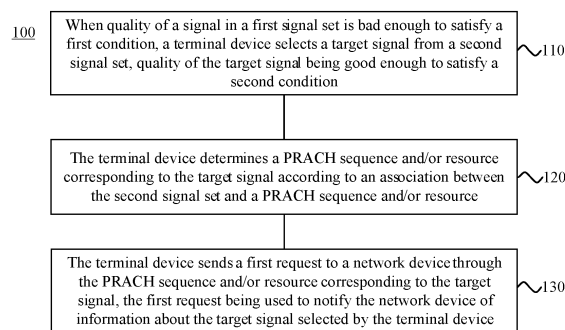 100
When quality of a signal in a first signal set is bad enough to satisfy a
first condition, a terminal device selects a target signal from a second
signal set, quality of the target signal being good enough to satisfy a
second condition
110
The terminal device determines a PRACH sequence and/or resource
corresponding to the target signal according to an association between
the second signal set and a PRACH sequence and/or resource
120
The terminal device sends a first request to a network device through
the PRACH sequence and/or resource corresponding to the target
signal, the first request being used to notify the network device of
information about the target signal selected by the terminal device
130